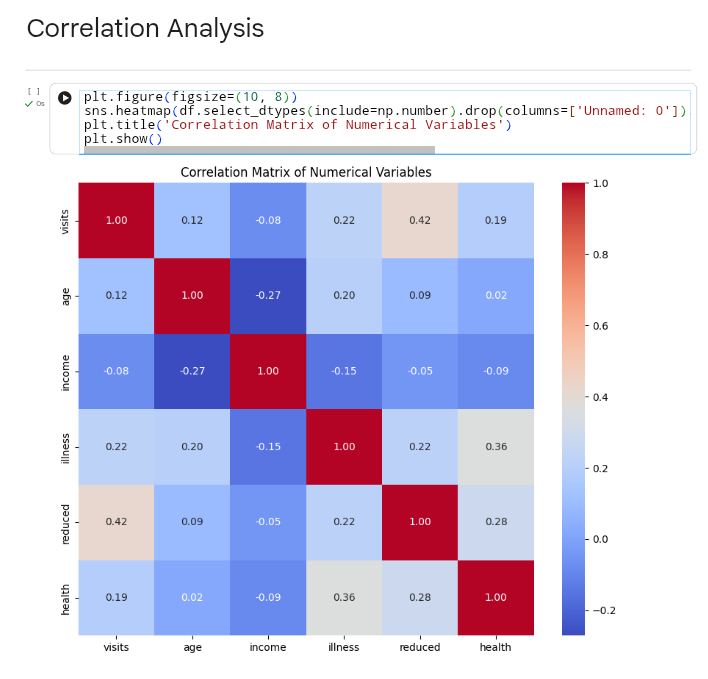 Correlation Analysis
[ ]
0s
plt.figure(figsize=(10, 8))
sns.heatmap(df.select_dtypes(include=np.number).drop(columns=['Unnamed: 0'])
plt.title('Correlation Matrix of Numerical Variables')
plt.show()
Correlation Matrix of Numerical Variables
visits 1.00 0.12 -0.08 0.22 0.42 0.19
age 0.12 1.00 -0.27 0.20 0.09 0.02
income -0.08 -0.27 1.00 -0.15 -0.05 -0.09
illness 0.22 0.20 -0.15 1.00 0.22 0.36
reduced 0.42 0.09 -0.05 0.22 1.00 0.28
health 0.19 0.02 -0.09 0.36 0.28 1.00
visits age income illness reduced health
1.0
0.8
0.6
0.4
0.2
0.0
−0.2